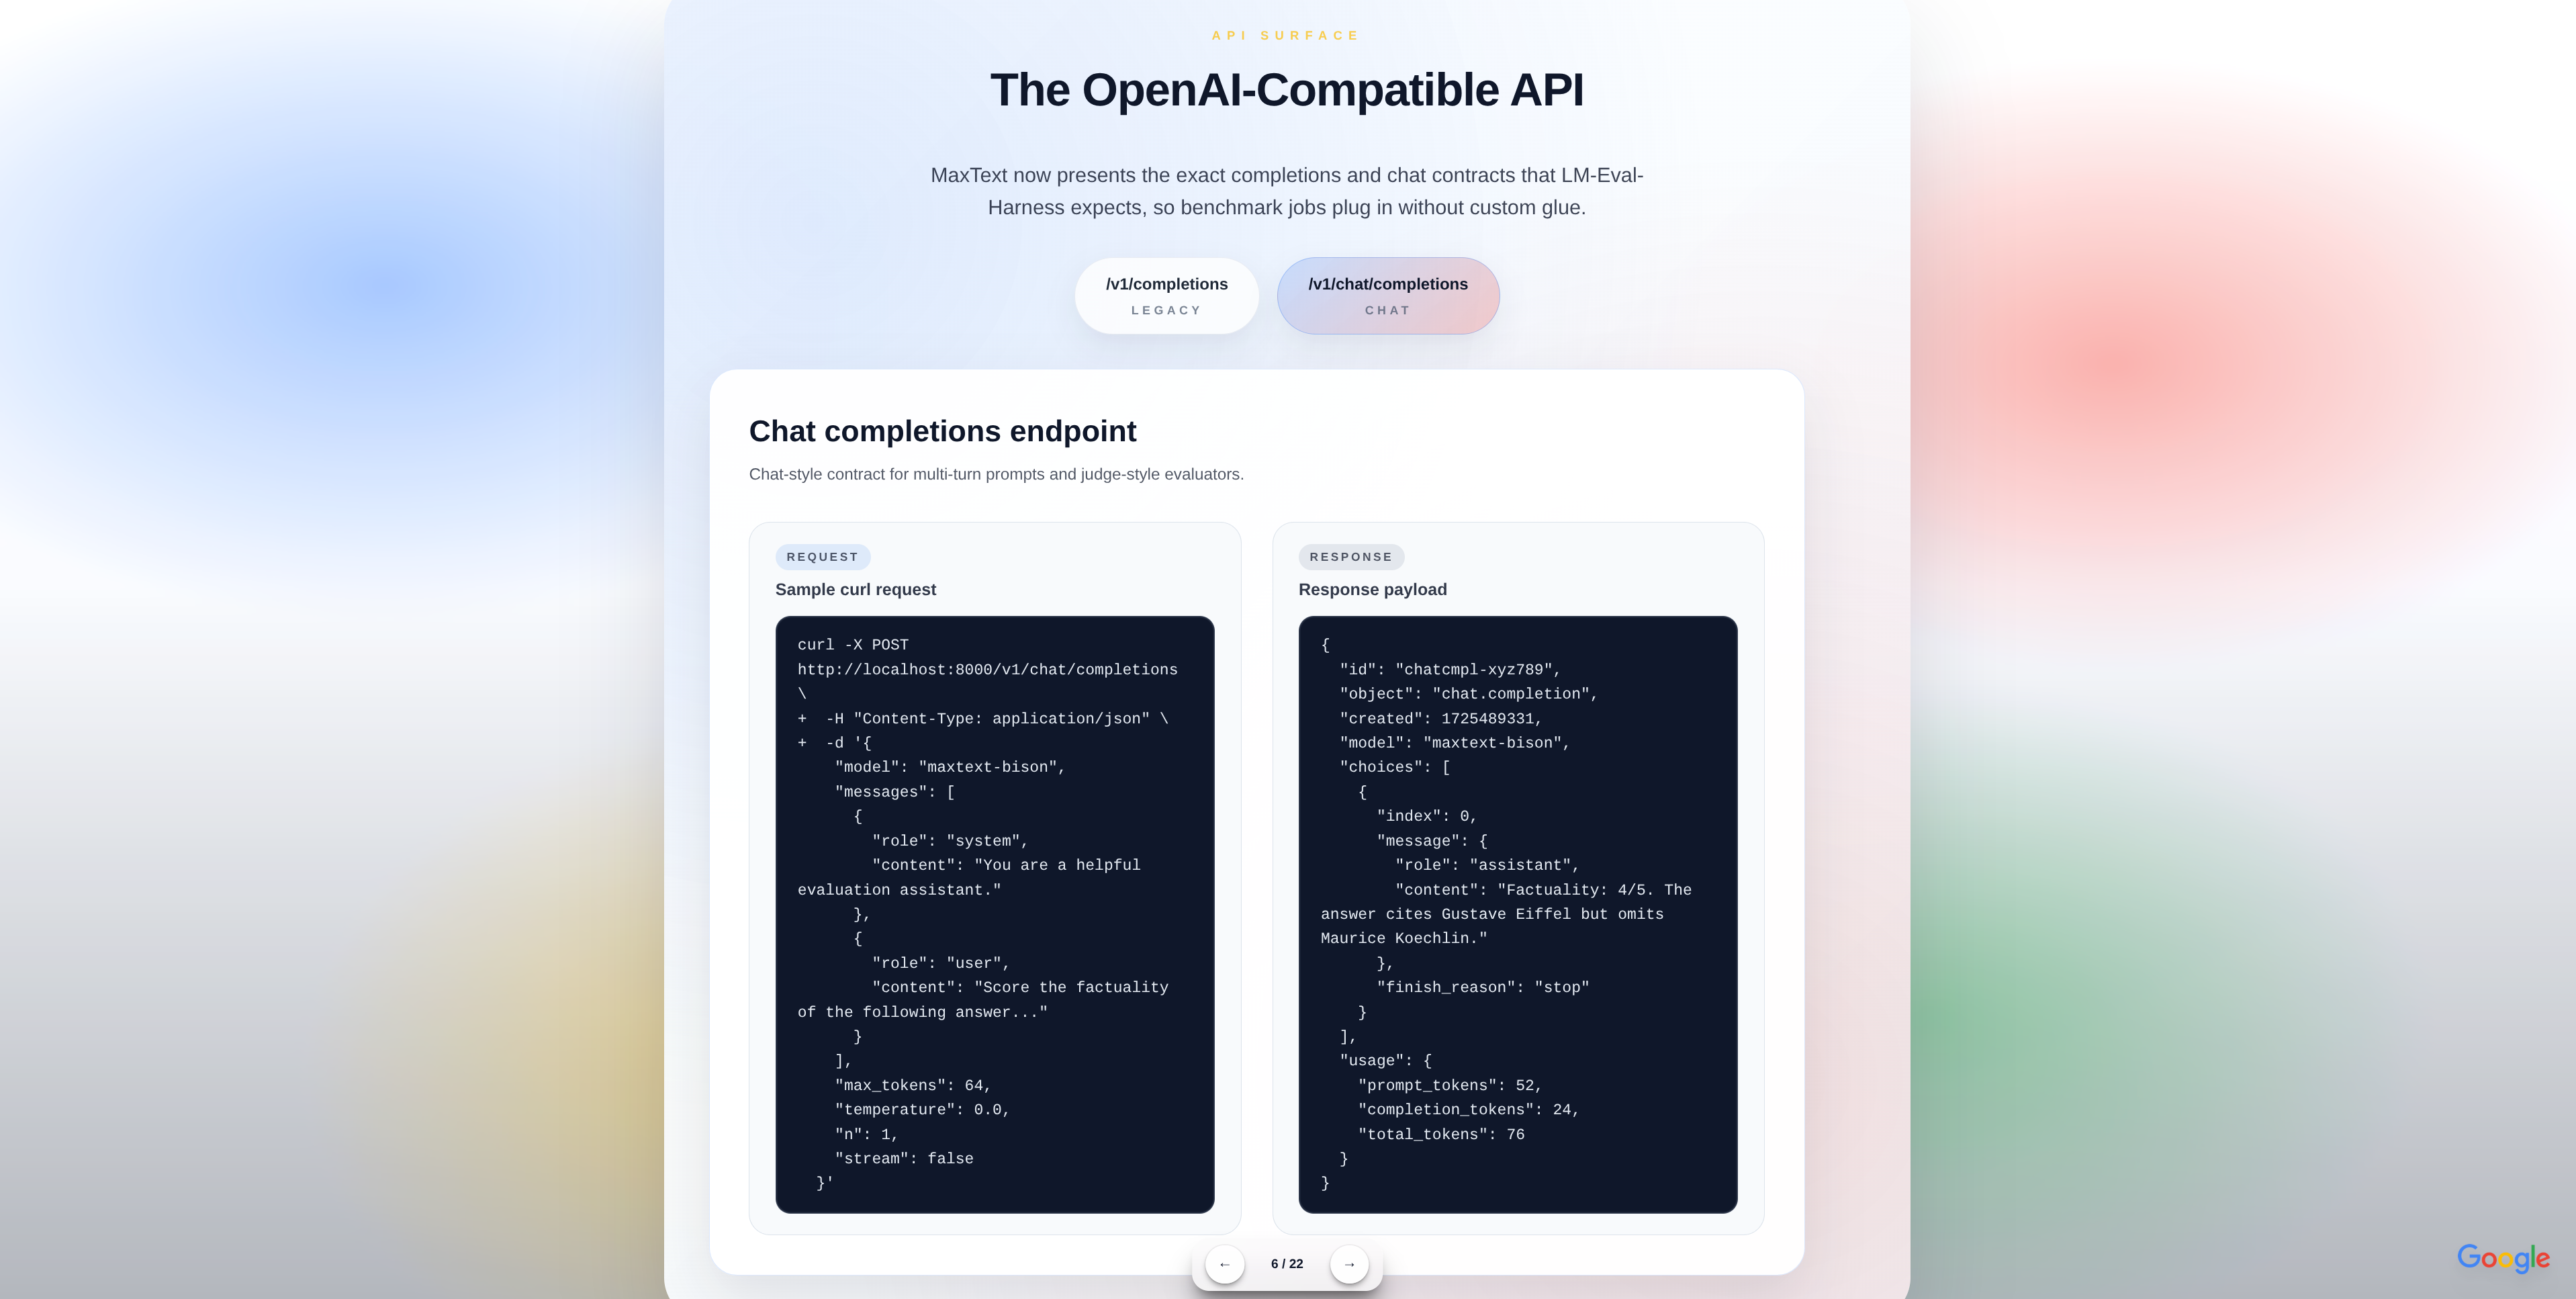 API SURFACE
The OpenAI-Compatible API
MaxText now presents the exact completions and chat contracts that LM-Eval-
Harness expects, so benchmark jobs plug in without custom glue.
/v1/completions
LEGACY
/v1/chat/completions
CHAT
Chat completions endpoint
Chat-style contract for multi-turn prompts and judge-style evaluators.
REQUEST
Sample curl request
curl -X POST
http://localhost:8000/v1/chat/completions
\
+  -H "Content-Type: application/json" \
+  -d '{
    "model": "maxtext-bison",
    "messages": [
      {
        "role": "system",
        "content": "You are a helpful
evaluation assistant."
      },
      {
        "role": "user",
        "content": "Score the factuality
of the following answer..."
      }
    ],
    "max_tokens": 64,
    "temperature": 0.0,
    "n": 1,
    "stream": false
  }'
RESPONSE
Response payload
{
  "id": "chatcmpl-xyz789",
  "object": "chat.completion",
  "created": 1725489331,
  "model": "maxtext-bison",
  "choices": [
    {
      "index": 0,
      "message": {
        "role": "assistant",
        "content": "Factuality: 4/5. The
answer cites Gustave Eiffel but omits
Maurice Koechlin."
      },
      "finish_reason": "stop"
    }
  ],
  "usage": {
    "prompt_tokens": 52,
    "completion_tokens": 24,
    "total_tokens": 76
  }
}
← 6 / 22 →
Google